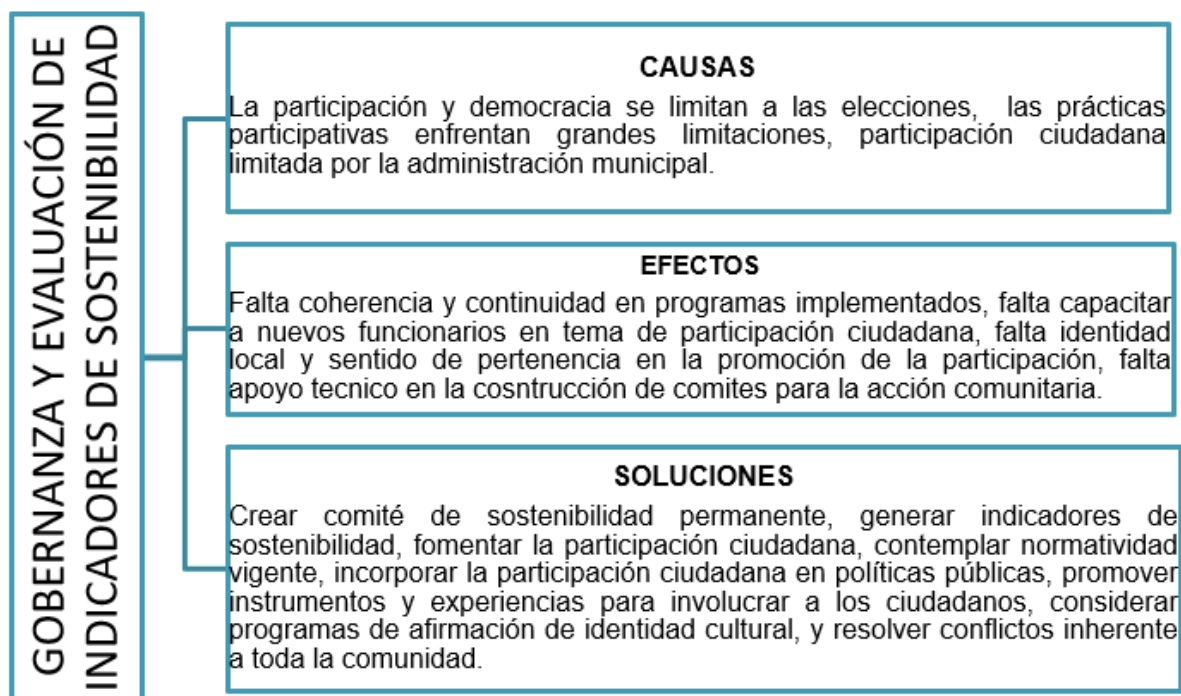 GOBERNANZA Y EVALUACIÓN DE
INDICADORES DE SOSTENIBILIDAD
CAUSAS
La participación y democracia se limitan a las elecciones, las prácticas
participativas enfrentan grandes limitaciones, participación ciudadana
limitada por la administración municipal.
EFECTOS
Falta coherencia y continuidad en programas implementados, falta capacitar
a nuevos funcionarios en tema de participación ciudadana, falta identidad
local y sentido de pertenencia en la promoción de la participación, falta
apoyo tecnico en la cosntrucción de comites para la acción comunitaria.
SOLUCIONES
Crear comité de sostenibilidad permanente, generar indicadores de
sostenibilidad, fomentar la participación ciudadana, contemplar normatividad
vigente, incorporar la participación ciudadana en políticas públicas, promover
instrumentos y experiencias para involucrar a los ciudadanos, considerar
programas de afirmación de identidad cultural, y resolver conflictos inherente
a toda la comunidad.